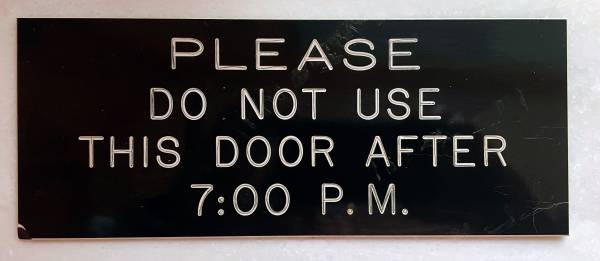 PLEASE
DO NOT USE
THIS DOOR AFTER
7:00 P.M.